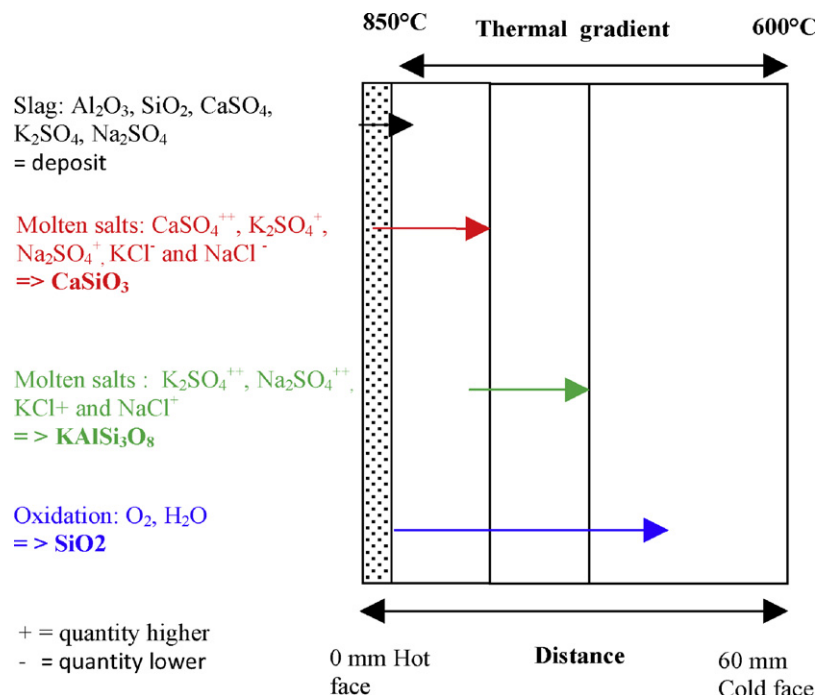 850°C
Thermal gradient
600°C
Slag: Al₂O₃, SiO₂, CaSO₄,
K₂SO₄, Na₂SO₄
= deposit
Molten salts: CaSO₄⁺⁺, K₂SO₄⁺,
Na₂SO₄⁺, KCl⁻ and NaCl⁻
=> CaSiO₃
Molten salts : K₂SO₄⁺⁺, Na₂SO₄⁺⁺,
KCl+ and NaCl⁺
= > KAlSi₃O₈
Oxidation: O₂, H₂O
= > SiO2
+ = quantity higher
- = quantity lower
0 mm Hot
face
Distance
60 mm
Cold face